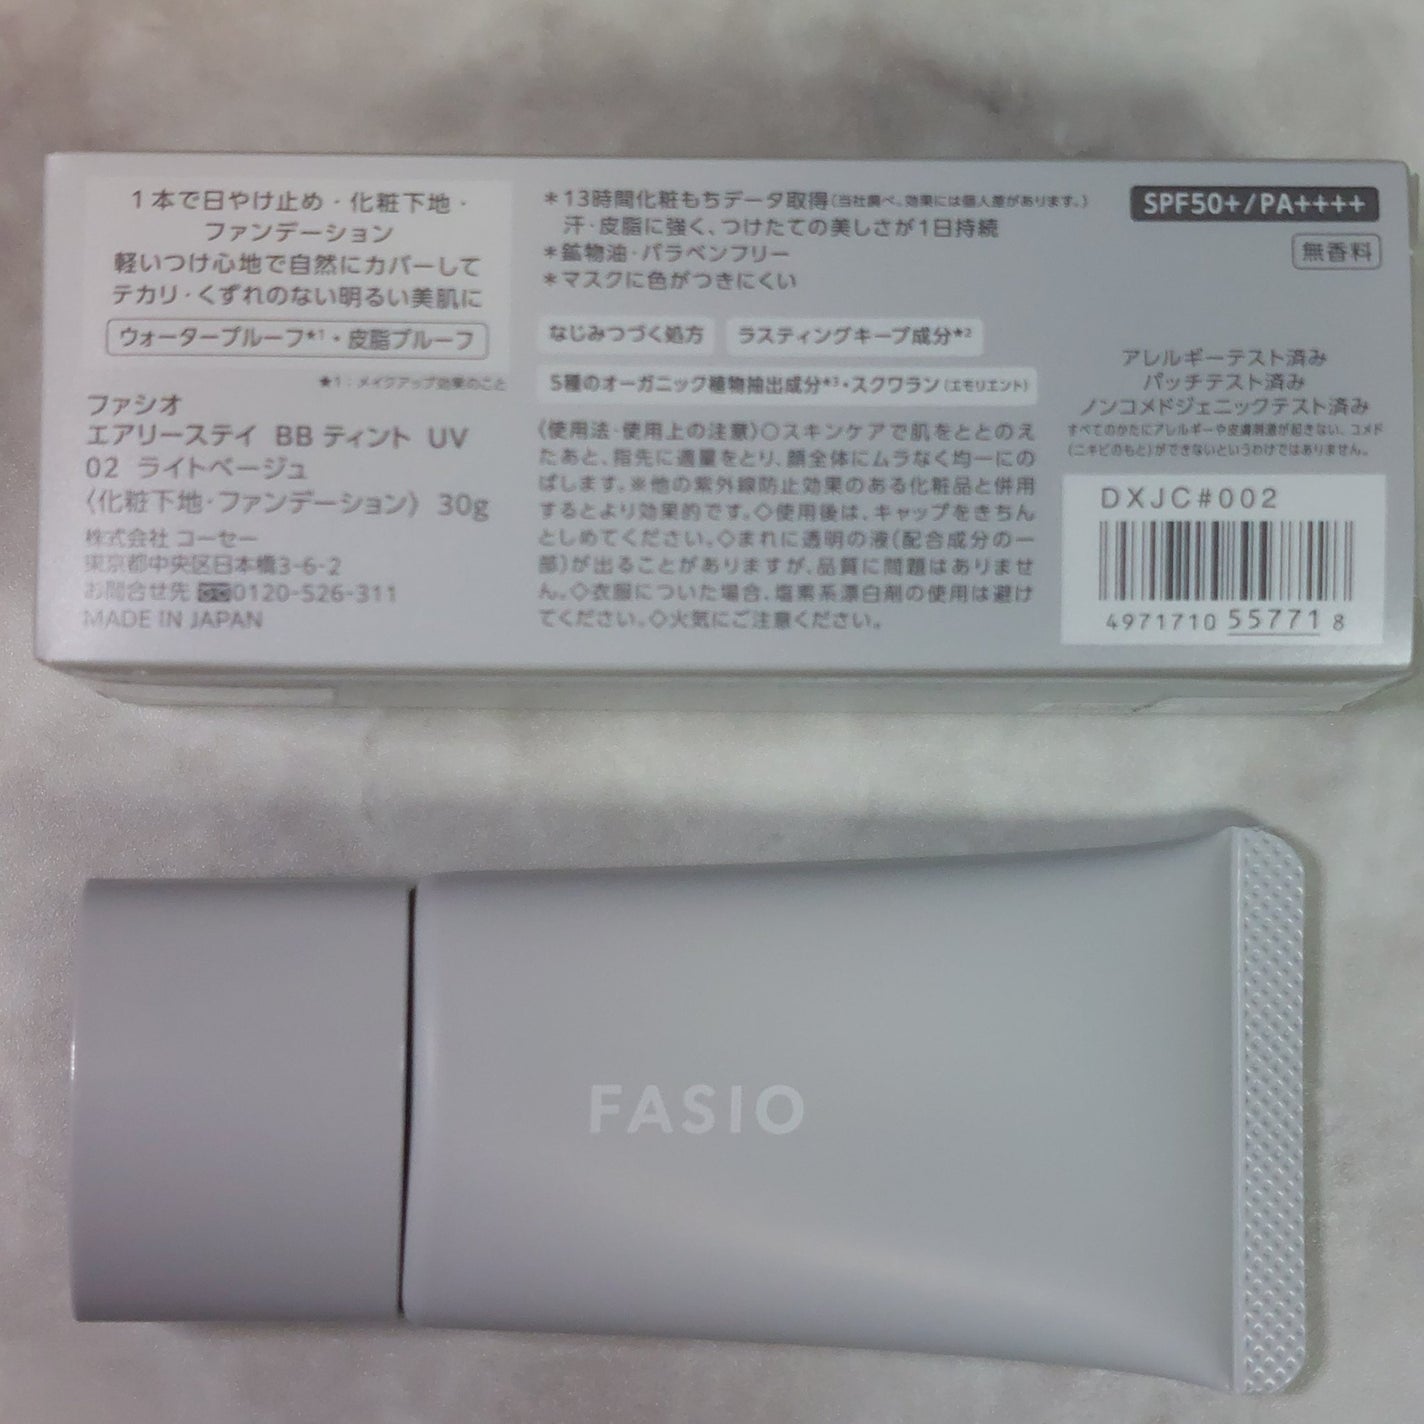 1本で日やけ止め・化粧下地・
ファンデーション
軽いつけ心地で自然にカバーして
テカリ・くずれのない明るい美肌に
ウォータープルーフ★1・皮脂プルーフ
★1：メイクアップ効果のこと
ファシオ
エアリーステイ BB ティント UV
02 ライトベージュ
〈化粧下地・ファンデーション〉 30g
株式会社 コーセー
東京都中央区日本橋3-6-2
お問合せ先 0120-526-311
MADE IN JAPAN
＊13時間化粧もちデータ取得(当社調べ。効果には個人差があります。)
汗・皮脂に強く、つけたての美しさが1日持続
＊鉱物油・パラベンフリー
＊マスクに色がつきにくい
なじみつづく処方 ラスティングキープ成分★2
5種のオーガニック植物抽出成分★3・スクワラン(エモリエント)
〈使用法・使用上の注意〉○スキンケアで肌をととのえ
たあと、指先に適量をとり、顔全体にムラなく均一にの
ばします。※他の紫外線防止効果のある化粧品と併用
するとより効果的です。◇使用後は、キャップをきちん
としめてください。◇まれに透明の液(配合成分の一
部)が出ることがありますが、品質に問題はありませ
ん。◇衣服についた場合、塩素系漂白剤の使用は避け
てください。◇火気にご注意ください。
SPF50+/PA++++
無香料
アレルギーテスト済み
パッチテスト済み
ノンコメドジェニックテスト済み
すべてのかたにアレルギーや皮膚刺激が起きない、コメド
(ニキビのもと)ができないというわけではありません。
DXJC#002
4971710 55771 8
FASIO